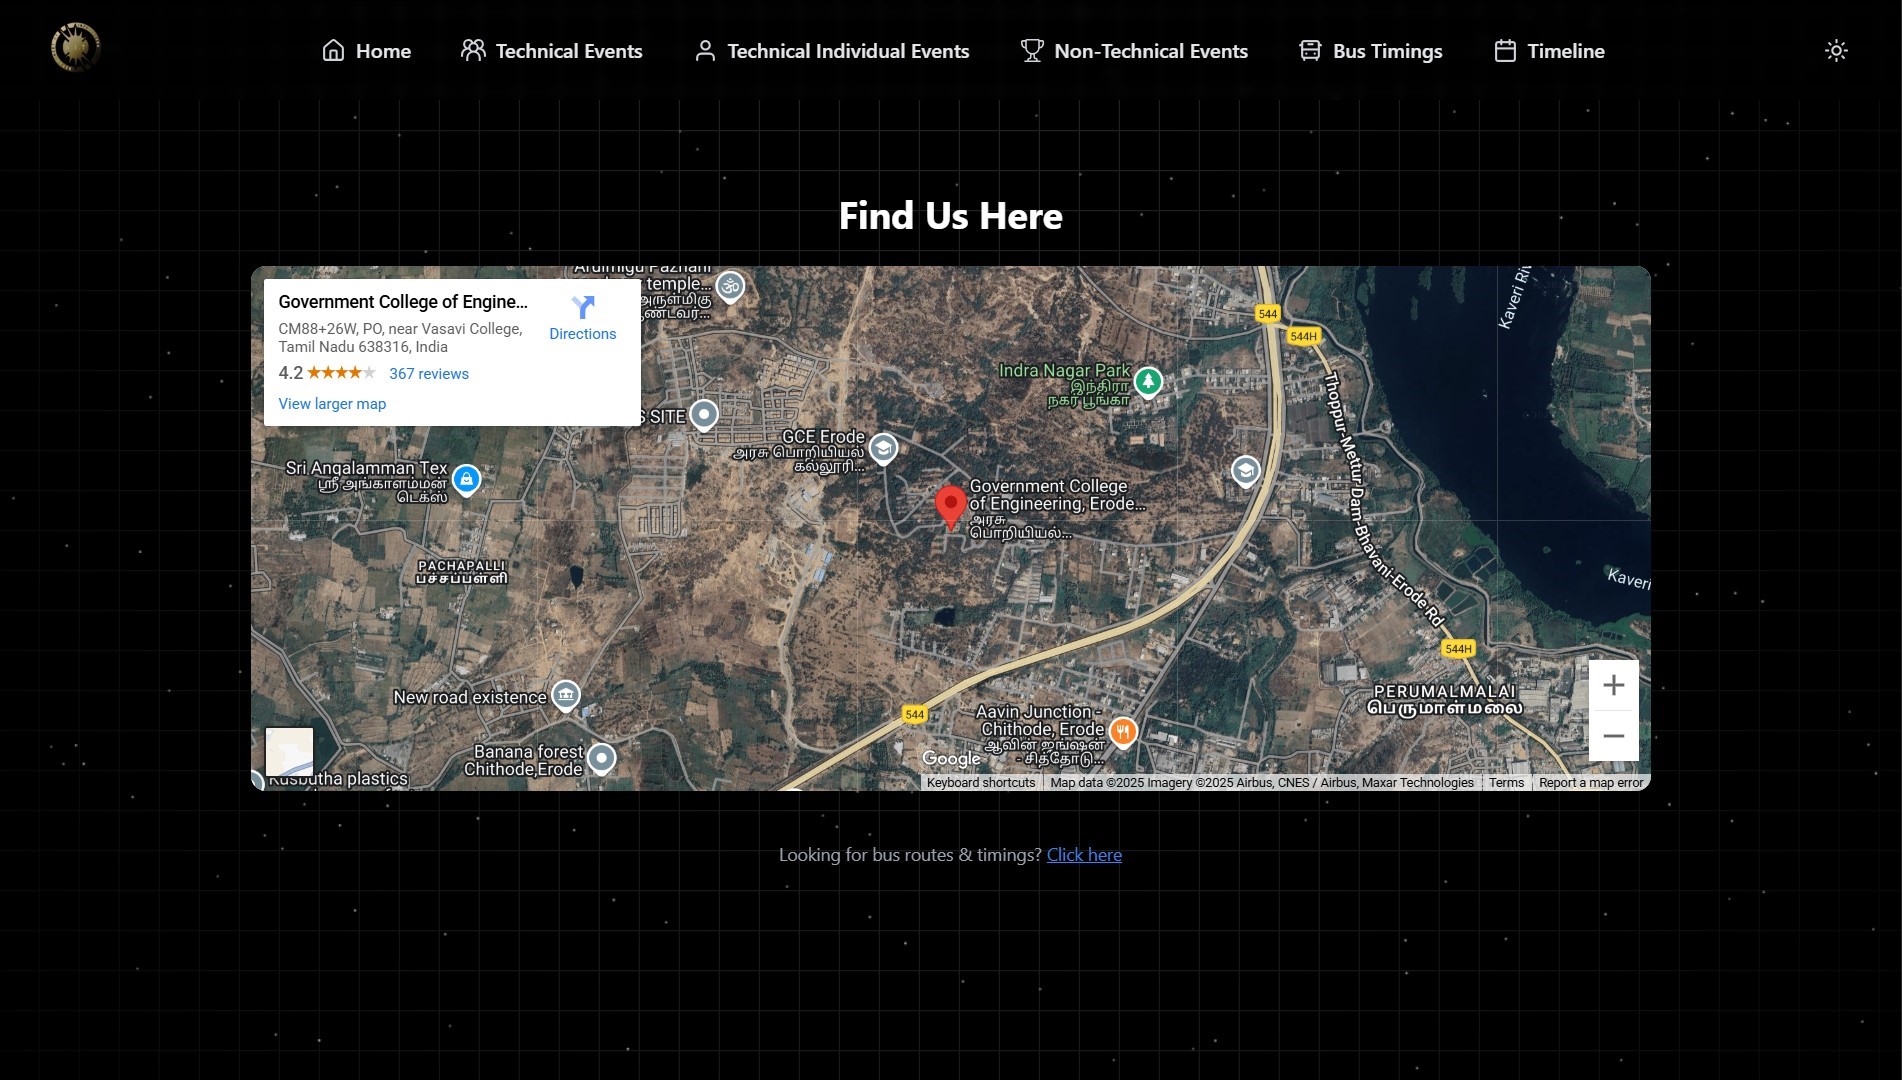 Home
Technical Events
Technical Individual Events
Non-Technical Events
Bus Timings
Timeline
Find Us Here
Government College of Engine...
CM88+26W, PO, near Vasavi College,
Tamil Nadu 638316, India
4.2
367 reviews
View larger map
Directions
temple...
544
544H
Kaveri
Indra Nagar Park
இந்திரா
நகர் பூங்கா
SITE
GCE Erode
அரசு பொறியியல்
கல்லூரி...
Sri Angalamman Tex
ஸ்ரீ அங்காளம்மன்
டெக்ஸ்
Government College
of Engineering, Erode...
அரசு
பொறியியல்...
Thoppur-Mettur Dam-Bhavani-Erode Rd
PACHAPALLI
பச்சப்பள்ளி
Kaveri
544H
New road existence
PERUMALMALAI
பெருமாள்மலை
544
Aavin Junction -
Chithode, Erode
ஆவின் ஜங்ஷன்
- சித்தோடு...
Banana forest
Chithode,Erode
plastics
Google
Keyboard shortcuts
Map data ©2025 Imagery ©2025 Airbus, CNES / Airbus, Maxar Technologies
Terms
Report a map error
Looking for bus routes & timings? Click here